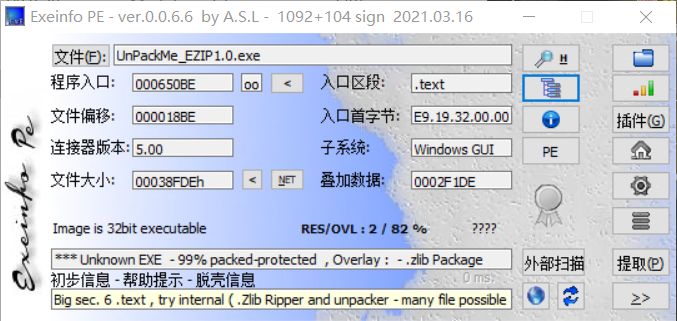 Exeinfo PE - ver.0.0.6.6 by A.S.L - 1092+104 sign 2021.03.16
文件(F): UnPackMe_EZIP1.0.exe H
程序入口: 000650BE oo < 入口区段: .text
文件偏移: 000018BE 入口首字节: E9.19.32.00.00 插件(G)
连接器版本: 5.00 子系统: Windows GUI PE
文件大小: 00038FDEh < NET 叠加数据: 0002F1DE
Image is 32bit executable RES/OVL : 2 / 82 % ????
Exeinfo Pe
*** Unknown EXE - 99% packed-protected , Overlay : - .zlib Package 外部扫描 提取(P)
初步信息 - 帮助提示 - 脱壳信息 0 ms.
Big sec. 6 .text , try internal ( .Zlib Ripper and unpacker - many file possible >>